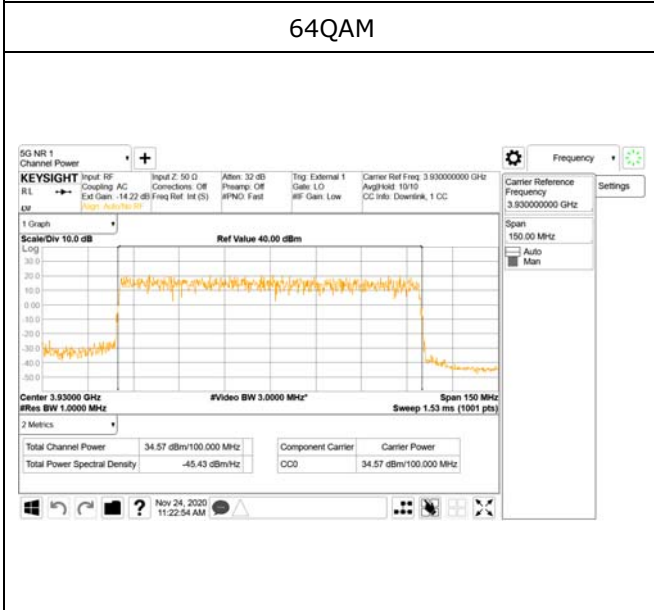 64QAM
5G NR 1
Channel Power
+
Frequency
KEYSIGHT
Input: RF
Input Z: 50 Ω
Atten: 32 dB
Trig: External 1
Carrier Ref Freq: 3.930000000 GHz
RL
Coupling: AC
Corrections: Off
Preamp: Off
Gate: LO
Avg|Hold: 10/10
Ext Gain: -14.22 dB
Freq Ref: Int (S)
#PNO: Fast
#IF Gain: Low
CC Info: Downlink, 1 CC
Align: Auto/No RF
Carrier Reference
Frequency
3.930000000 GHz
Settings
Span
150.00 MHz
Auto
Man
1 Graph
Scale/Div 10.0 dB
Ref Value 40.00 dBm
Log
30.0
20.0
10.0
0.00
-10.0
-20.0
-30.0
-40.0
-50.0
Center 3.93000 GHz
#Video BW 3.0000 MHz*
Span 150 MHz
#Res BW 1.0000 MHz
Sweep 1.53 ms (1001 pts)
2 Metrics
Total Channel Power
34.57 dBm/100.000 MHz
Component Carrier
Carrier Power
Total Power Spectral Density
-45.43 dBm/Hz
CC0
34.57 dBm/100.000 MHz
?
Nov 24, 2020
11:22:54 AM